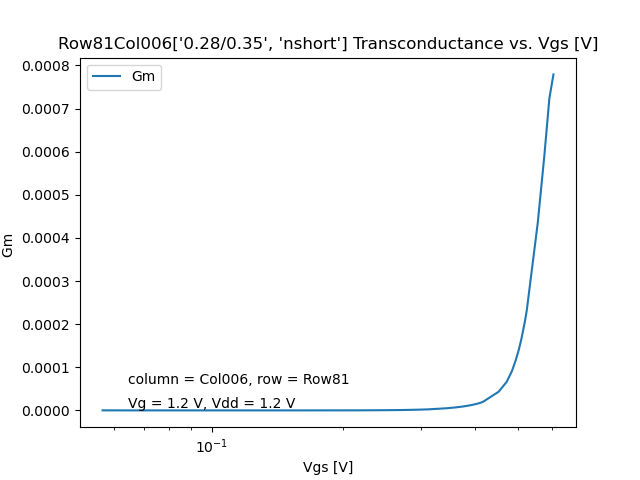 Row81Col006['0.28/0.35', 'nshort'] Transconductance vs. Vgs [V]
Gm
0.0008
0.0007
0.0006
0.0005
0.0004
0.0003
0.0002
0.0001
0.0000
Gm
column = Col006, row = Row81
Vg = 1.2 V, Vdd = 1.2 V
10⁻¹
Vgs [V]